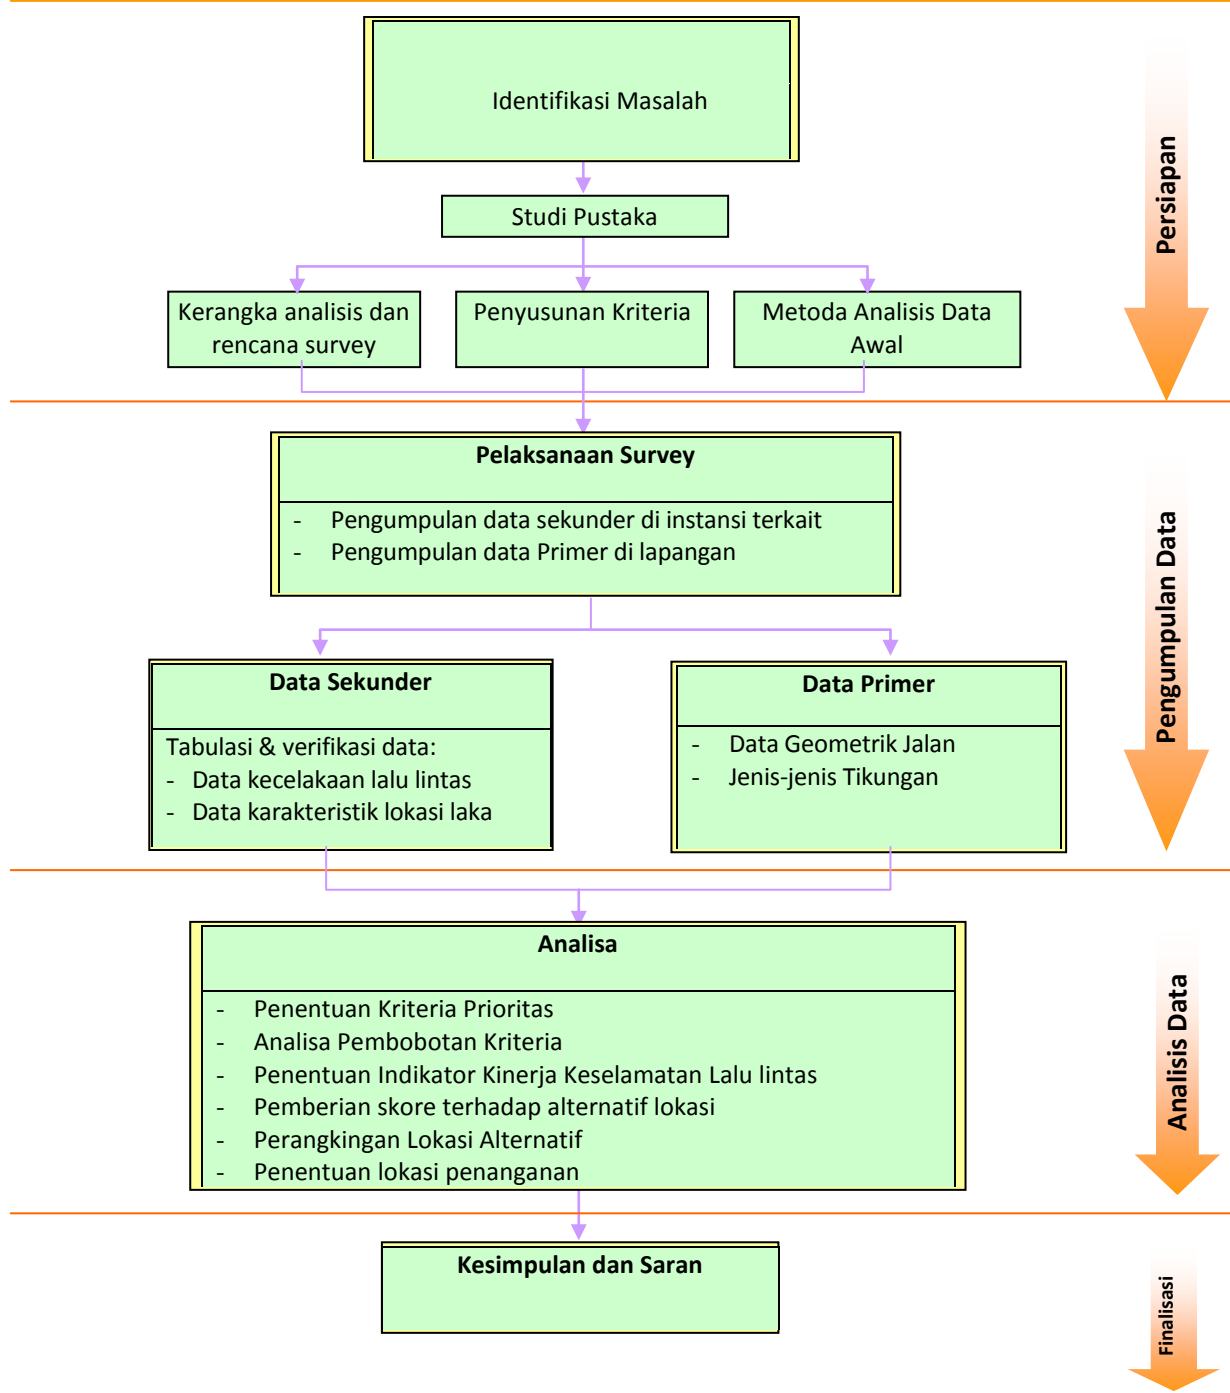 Identifikasi Masalah
Persiapan
Studi Pustaka
Kerangka analisis dan
rencana survey
Penyusunan Kriteria
Metoda Analisis Data
Awal
Pelaksanaan Survey
- Pengumpulan data sekunder di instansi terkait
- Pengumpulan data Primer di lapangan
Pengumpulan Data
Data Sekunder
Tabulasi & verifikasi data:
- Data kecelakaan lalu lintas
- Data karakteristik lokasi laka
Data Primer
- Data Geometrik Jalan
- Jenis-jenis Tikungan
Analisa
- Penentuan Kriteria Prioritas
- Analisa Pembobotan Kriteria
- Penentuan Indikator Kinerja Keselamatan Lalu lintas
- Pemberian skore terhadap alternatif lokasi
- Perangkingan Lokasi Alternatif
- Penentuan lokasi penanganan
Analisis Data
Kesimpulan dan Saran
Finalisasi